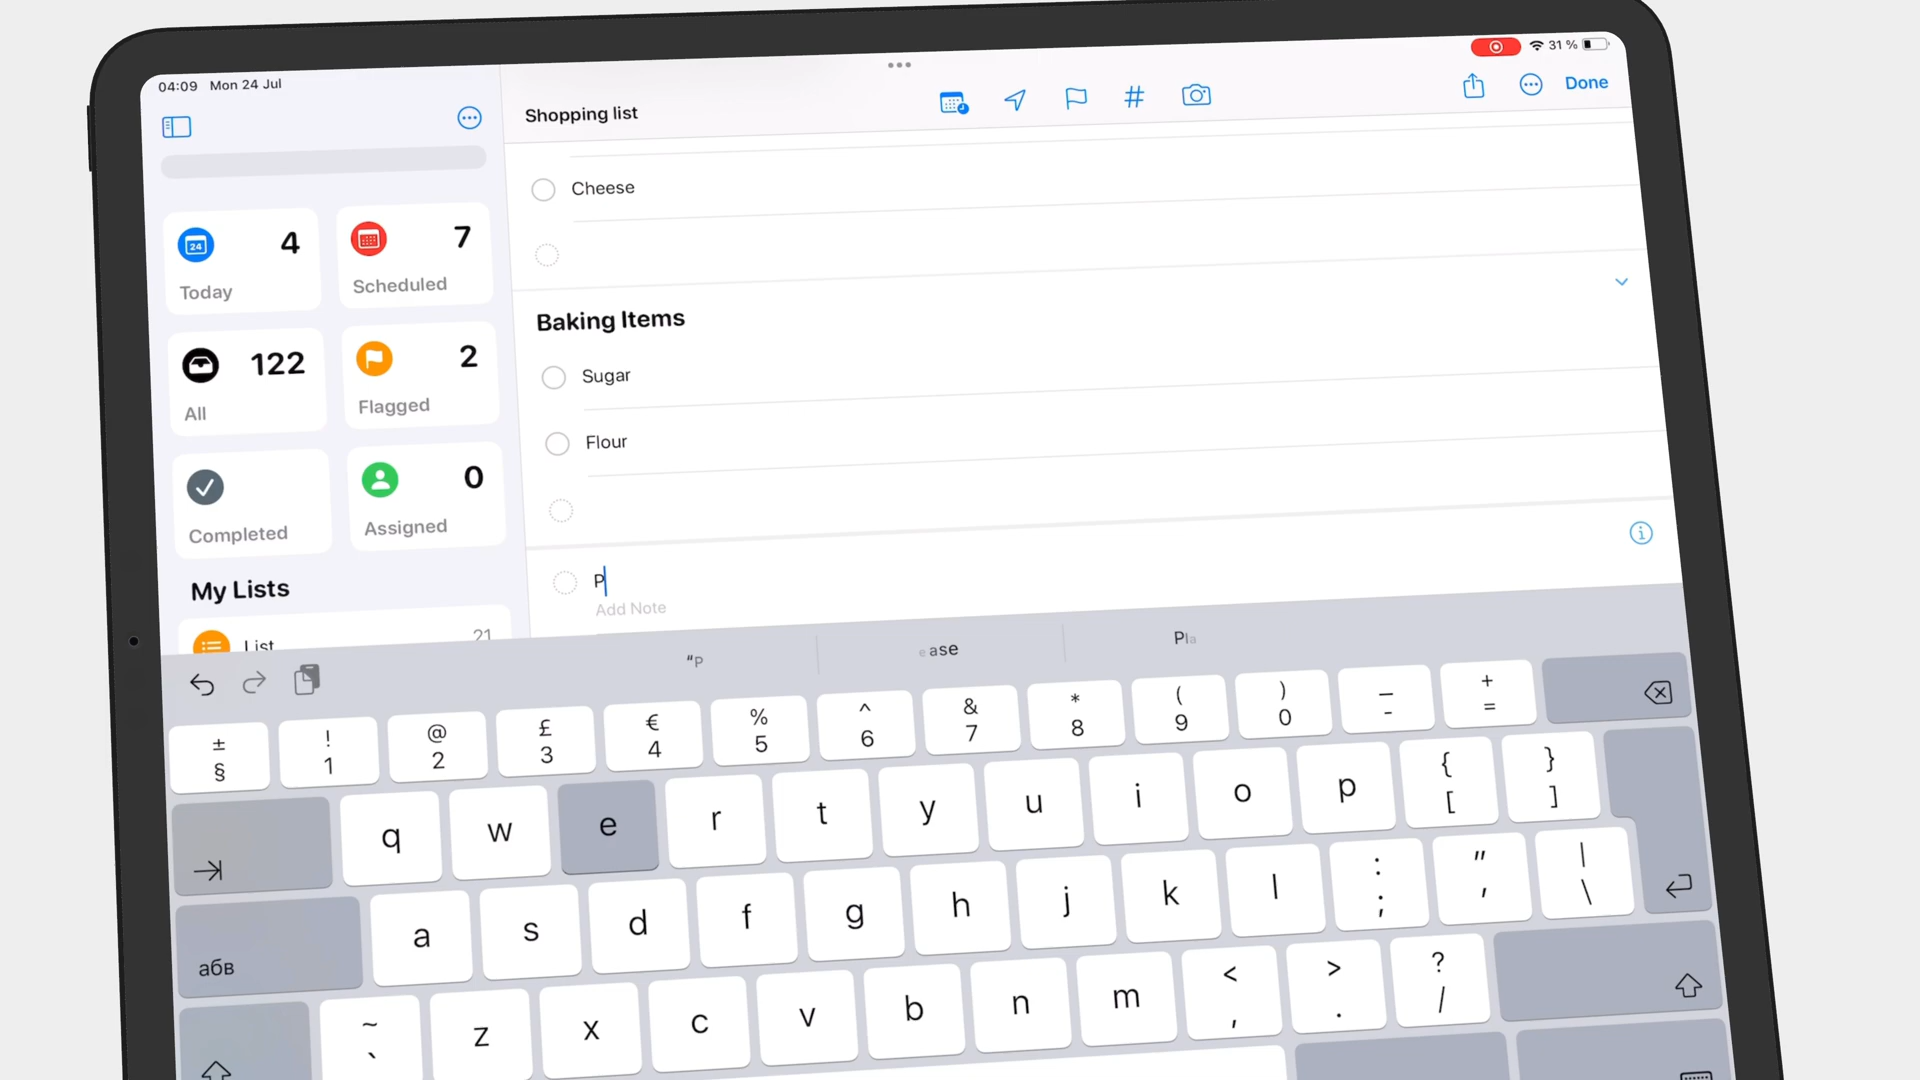 04:09 Mon 24 Jul
31 %
Shopping list
Done
Cheese
24
4
Today
7
Scheduled
122
All
2
Flagged
Completed
0
Assigned
My Lists
List
21
Baking Items
Sugar
Flour
P
Add Note
“P
ease
Pla
± § ! 1 @ 2 £ 3 € 4 % 5 ^ 6 & 7 * 8 ( 9 ) 0 – - + =
q w e r t y u i o p { [ } ]
абв a s d f g h j k l : ; " ' | \
~ ` z x c v b n m < , > . ? /